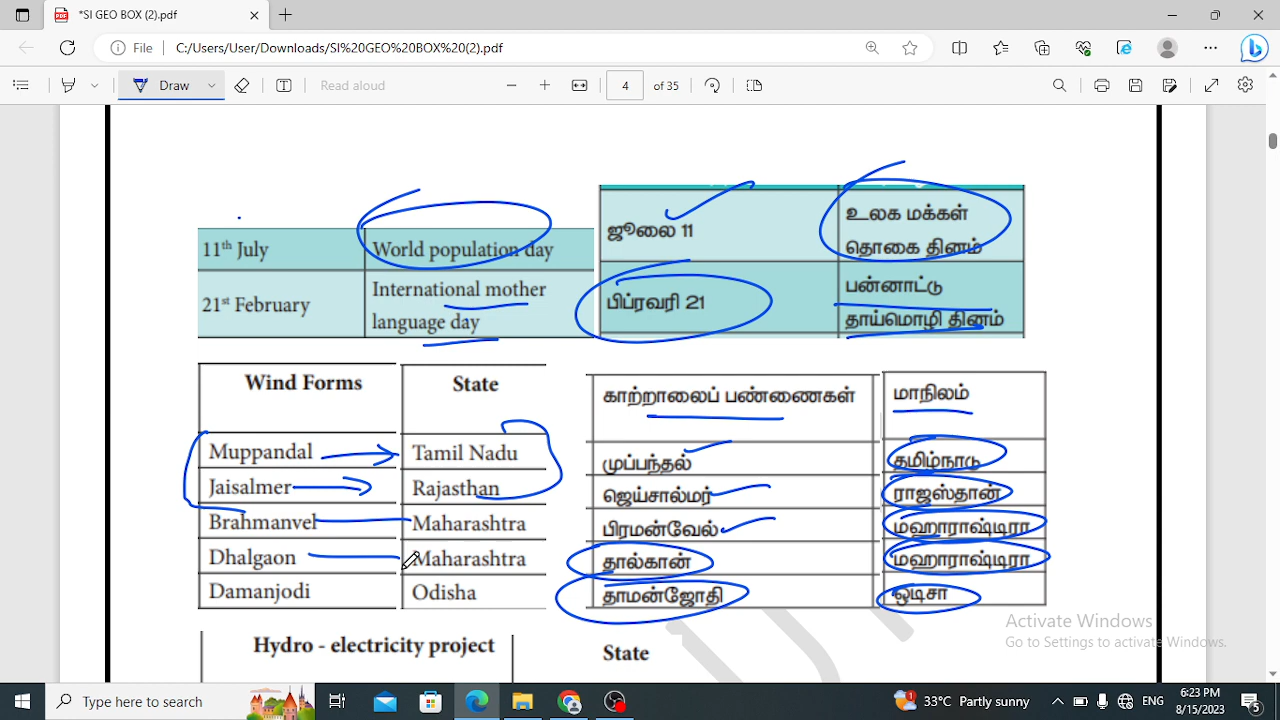 *SI GEO BOX (2).pdf
File C:/Users/User/Downloads/SI%20GEO%20BOX%20(2).pdf
Draw Read aloud 4 of 35
11th July World population day
21st February International mother
language day
ஜூலை 11 உலக மக்கள்
தொகை தினம்
பிப்ரவரி 21 பன்னாட்டு
தாய்மொழி தினம்
Wind Forms State
Muppandal Tamil Nadu
Jaisalmer Rajasthan
Brahmanvel Maharashtra
Dhalgaon Maharashtra
Damanjodi Odisha
காற்றாலைப் பண்ணைகள் மாநிலம்
முப்பந்தல் தமிழ்நாடு
ஜெய்சால்மர் ராஜஸ்தான்
பிரமன்வேல் மஹாராஷ்டிரா
தால்கான் மஹாராஷ்டிரா
தாமன்ஜோதி ஒடிசா
Hydro - electricity project State
Activate Windows
Go to Settings to activate Windows.
Type here to search 33°C Partly sunny ENG 6:23 PM
8/15/2023 5